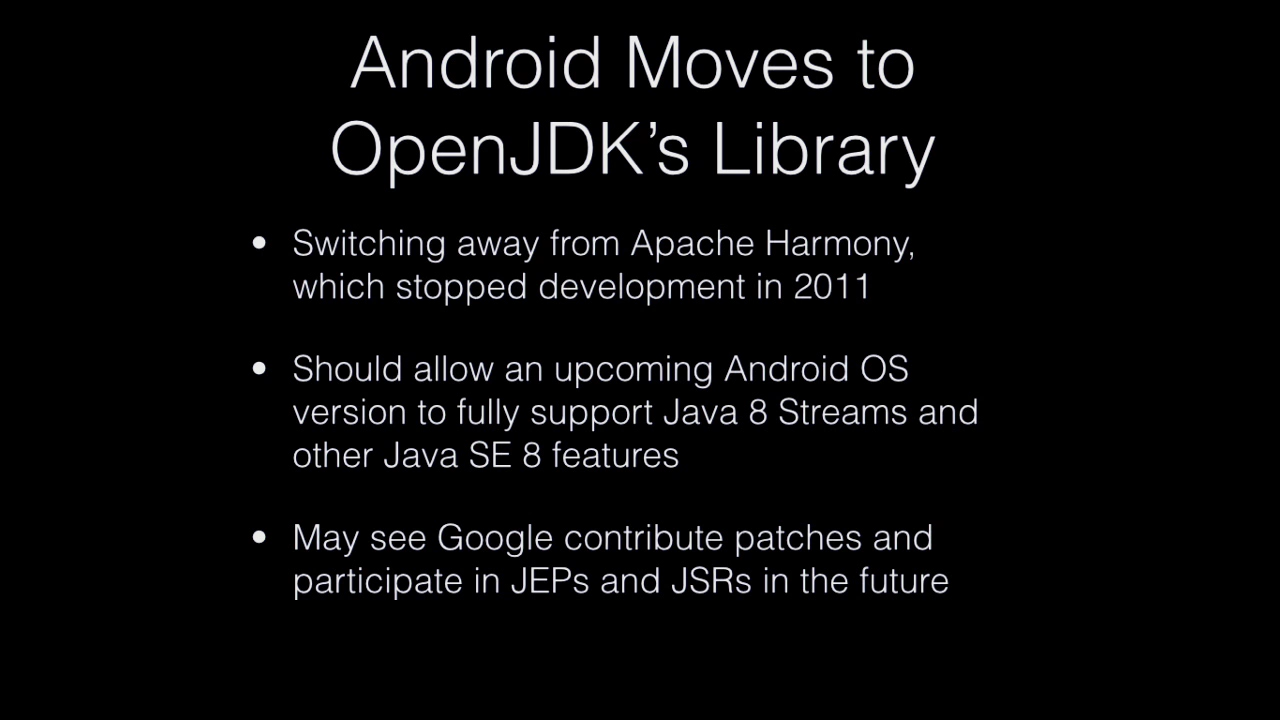 Android Moves to
OpenJDK’s Library
• Switching away from Apache Harmony,
which stopped development in 2011
• Should allow an upcoming Android OS
version to fully support Java 8 Streams and
other Java SE 8 features
• May see Google contribute patches and
participate in JEPs and JSRs in the future